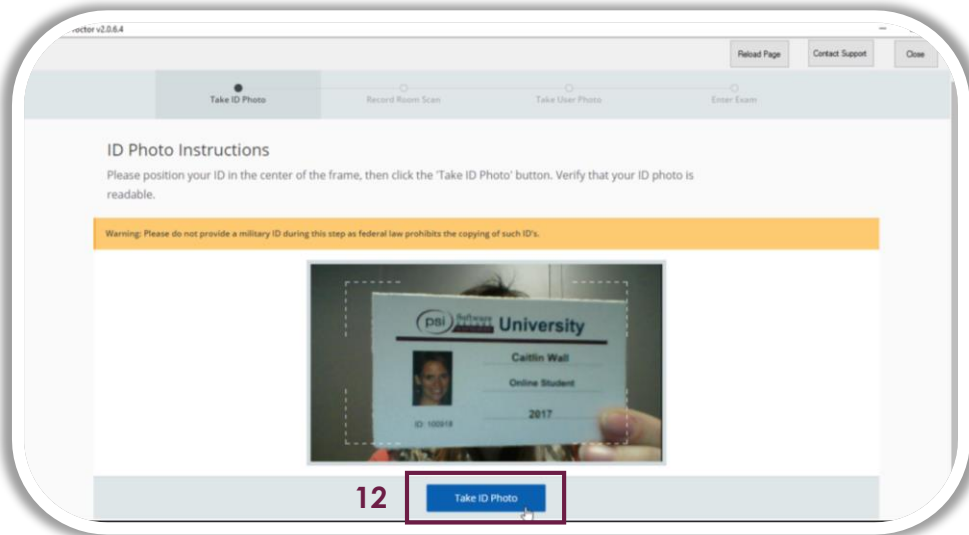 roctor v2.0.6.4
Reload Page Contact Support Close
Take ID Photo Record Room Scan Take User Photo Enter Exam
ID Photo Instructions
Please position your ID in the center of the frame, then click the 'Take ID Photo' button. Verify that your ID photo is
readable.
Warning: Please do not provide a military ID during this step as federal law prohibits the copying of such ID's.
psi Software University
Caitlin Wall
Online Student
2017
ID: 100918
12 Take ID Photo